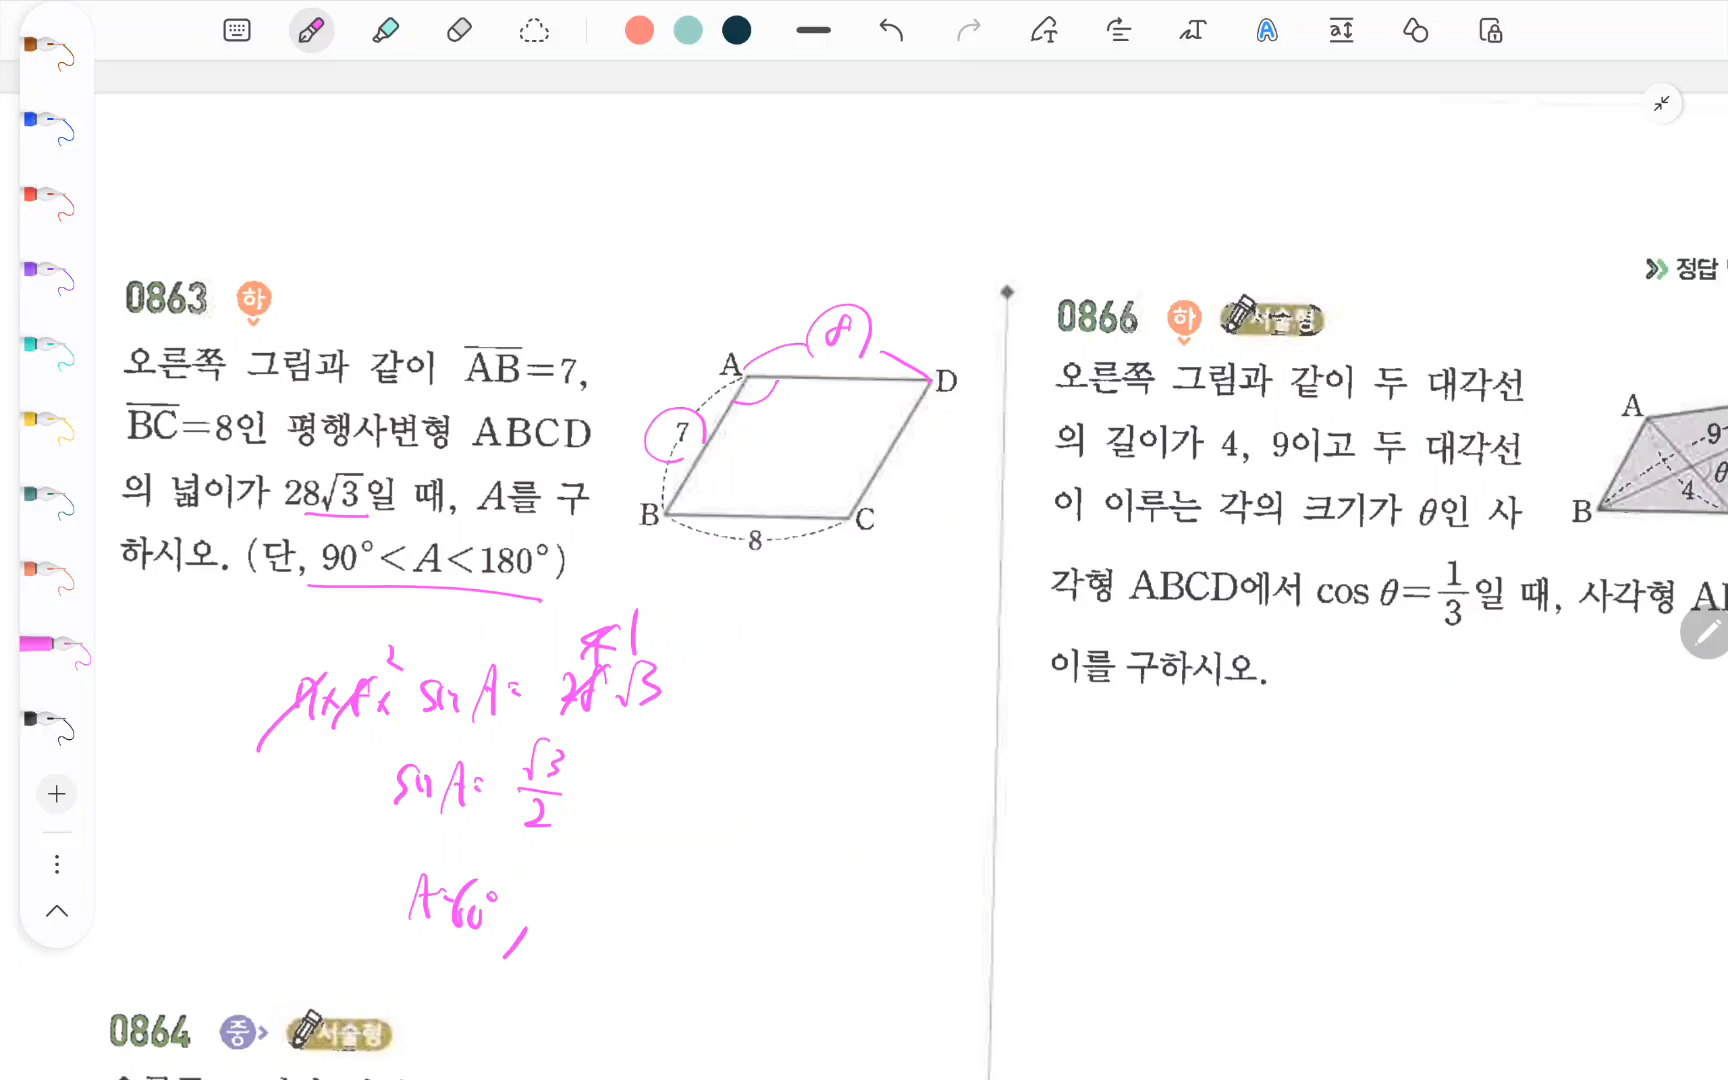 정답
0863 하
오른쪽 그림과 같이 AB=7,
BC=8인 평행사변형 ABCD
의 넓이가 28√3일 때, A를 구
하시오. (단, 90°<A<180°)
8
A
D
7
B
C
8
sin A= 28√3
2
1
sin A= √3/2
A=60°,
0864 중 서술형
0866 하 서술형
오른쪽 그림과 같이 두 대각선
의 길이가 4, 9이고 두 대각선
이 이루는 각의 크기가 θ인 사
각형 ABCD에서 cos θ=1/3일 때, 사각형
이를 구하시오.
A
9
θ
4
B